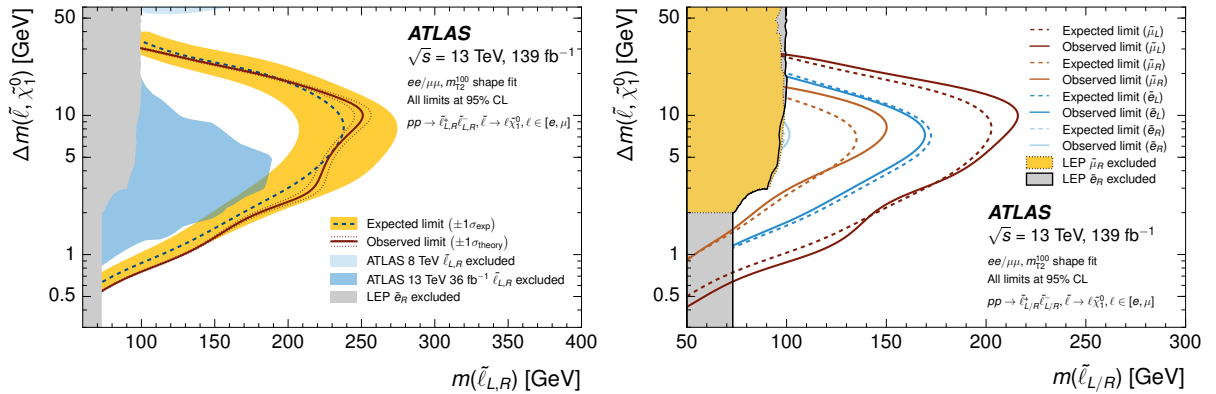 Δm(ℓ̃, χ̃₁⁰) [GeV]
50
10
5
1
0.5
ATLAS
√s = 13 TeV, 139 fb⁻¹
ee/μμ, m_T2^100 shape fit
All limits at 95% CL
pp → ℓ̃⁺_L,R ℓ̃⁻_L,R, ℓ̃ → ℓχ̃₁⁰, ℓ ∈ [e, μ]
Expected limit (±1σ_exp)
Observed limit (±1σ_theory)
ATLAS 8 TeV ℓ̃_L,R excluded
ATLAS 13 TeV 36 fb⁻¹ ℓ̃_L,R excluded
LEP ẽ_R excluded
100 150 200 250 300 350 400
m(ℓ̃_L,R) [GeV]
Δm(ℓ̃, χ̃₁⁰) [GeV]
50
10
5
1
0.5
Expected limit (μ̃_L)
Observed limit (μ̃_L)
Expected limit (μ̃_R)
Observed limit (μ̃_R)
Expected limit (ẽ_L)
Observed limit (ẽ_L)
Expected limit (ẽ_R)
Observed limit (ẽ_R)
LEP μ̃_R excluded
LEP ẽ_R excluded
ATLAS
√s = 13 TeV, 139 fb⁻¹
ee/μμ, m_T2^100 shape fit
All limits at 95% CL
pp → ℓ̃⁺_L/R ℓ̃⁻_L/R, ℓ̃ → ℓχ̃₁⁰, ℓ ∈ [e, μ]
50 100 150 200 250 300
m(ℓ̃_L/R) [GeV]